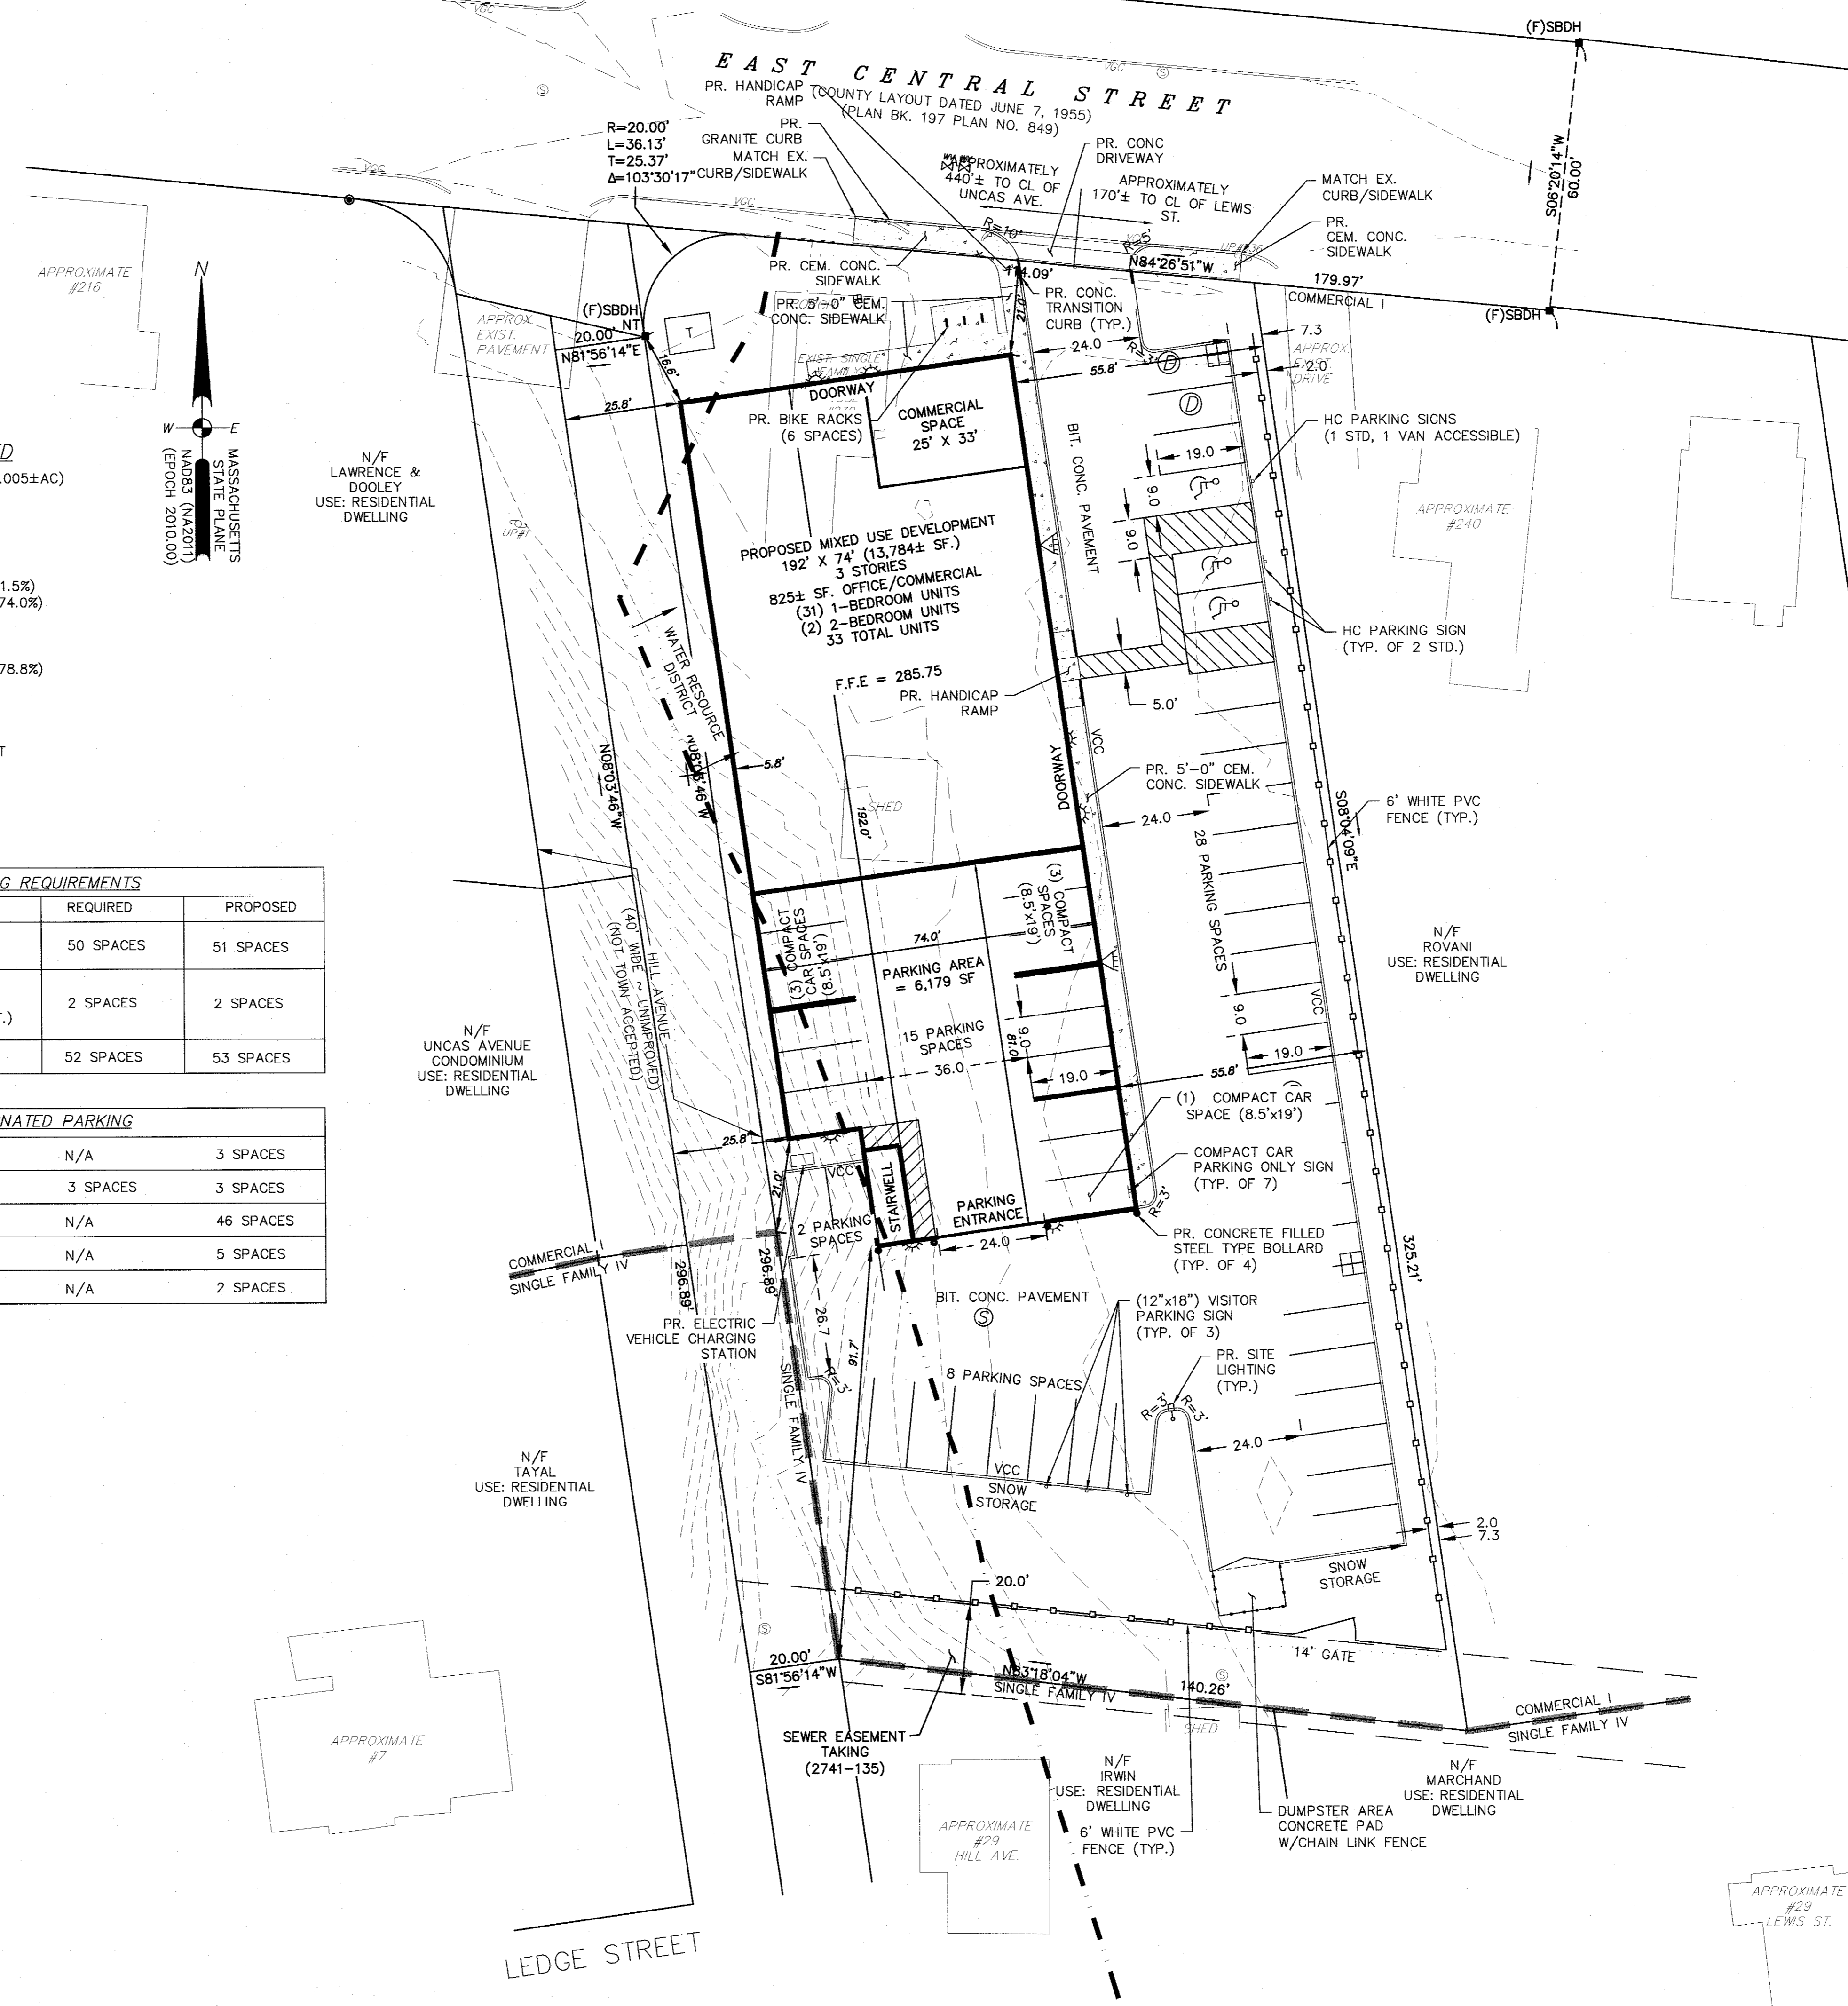 VGC
(F)SBDH
EAST CENTRAL STREET
(COUNTY LAYOUT DATED JUNE 7, 1955)
(PLAN BK. 197 PLAN NO. 849)
VGC
S
S
S06°20'14"W
60.00'
PR. HANDICAP
RAMP
PR.
GRANITE CURB
MATCH EX.
CURB/SIDEWALK
R=20.00'
L=36.13'
T=25.37'
Δ=103°30'17"
VGC
VGC
APPROXIMATELY
440'± TO CL OF
UNCAS AVE.
PR. CONC
DRIVEWAY
APPROXIMATELY
170'± TO CL OF LEWIS
ST.
MATCH EX.
CURB/SIDEWALK
PR.
CEM. CONC.
SIDEWALK
R=10'
R=5'
N84°26'51"W
114.09'
179.97'
COMMERCIAL I
(F)SBDH
APPROXIMATE
#216
N
W
E
MASSACHUSETTS
STATE PLANE
NAD83 (NA2011)
(EPOCH 2010.00)
APPROX
EXIST.
PAVEMENT
(F)SBDH
NT
20.00'
N81°56'14"E
T
16.6'
25.8'
PR. CEM. CONC.
SIDEWALK
PR. 5'-0" CEM.
CONC. SIDEWALK
EXIST. SINGLE
FAMILY
21.0'
PR. CONC.
TRANSITION
CURB (TYP.)
24.0
R=3'
D
D
55.8'
7.3
2.0
APPROX
EXIST.
DRIVE
DOORWAY
PR. BIKE RACKS
(6 SPACES)
COMMERCIAL
SPACE
25' X 33'
BIT. CONC. PAVEMENT
HC PARKING SIGNS
(1 STD, 1 VAN ACCESSIBLE)
19.0
9.0
9.0
APPROXIMATE
#240
N/F
LAWRENCE &
DOOLEY
USE: RESIDENTIAL
DWELLING
UP#1
.005±AC)
1.5%)
74.0%)
78.8%)
PROPOSED MIXED USE DEVELOPMENT
192' X 74' (13,784± SF.)
3 STORIES
825± SF. OFFICE/COMMERCIAL
(31) 1-BEDROOM UNITS
(2) 2-BEDROOM UNITS
33 TOTAL UNITS
F.F.E = 285.75
PR. HANDICAP
RAMP
5.0'
HC PARKING SIGN
(TYP. OF 2 STD.)
WATER RESOURCE
DISTRICT
N08°03'46"W
N08°03'46"W
5.8'
SHED
192.0'
DOORWAY
VCC
PR. 5'-0" CEM.
CONC. SIDEWALK
24.0
28 PARKING SPACES
S08°04'09"E
6' WHITE PVC
FENCE (TYP.)
G REQUIREMENTS
REQUIRED PROPOSED
50 SPACES 51 SPACES
T.) 2 SPACES 2 SPACES
52 SPACES 53 SPACES
NATED PARKING
N/A 3 SPACES
3 SPACES 3 SPACES
N/A 46 SPACES
N/A 5 SPACES
N/A 2 SPACES
HILL AVENUE
(40' WIDE ~ UNIMPROVED)
(NOT TOWN ACCEPTED)
(3) COMPACT
CAR SPACES
(8.5'x19')
(3) COMPACT
SPACES
(8.5'x19')
74.0'
PARKING AREA
= 6,179 SF
15 PARKING
SPACES
9.0
81.0'
36.0
19.0
9.0
VCC
19.0
55.8'
N/F
ROVANI
USE: RESIDENTIAL
DWELLING
N/F
UNCAS AVENUE
CONDOMINIUM
USE: RESIDENTIAL
DWELLING
(1) COMPACT CAR
SPACE (8.5'x19')
25.8'
VCC
21.0'
STAIRWELL
2 PARKING
SPACES
PARKING
ENTRANCE
24.0
R=3'
COMPACT CAR
PARKING ONLY SIGN
(TYP. OF 7)
PR. CONCRETE FILLED
STEEL TYPE BOLLARD
(TYP. OF 4)
325.21'
COMMERCIAL I
SINGLE FAMILY IV
296.89'
296.89'
PR. ELECTRIC
VEHICLE CHARGING
STATION
26.7
91.7'
R=3'
SINGLE FAMILY IV
BIT. CONC. PAVEMENT
S
(12"x18") VISITOR
PARKING SIGN
(TYP. OF 3)
PR. SITE
LIGHTING
(TYP.)
8 PARKING SPACES
R=3'
R=3'
24.0
VCC
SNOW
STORAGE
N/F
TAYAL
USE: RESIDENTIAL
DWELLING
2.0
7.3
SNOW
STORAGE
20.0'
14' GATE
S
20.00'
S81°56'14"W
N83°18'04"W
SINGLE FAMILY IV
140.26'
S
SHED
COMMERCIAL I
SINGLE FAMILY IV
SEWER EASEMENT
TAKING
(2741-135)
APPROXIMATE
#7
N/F
IRWIN
USE: RESIDENTIAL
DWELLING
N/F
MARCHAND
USE: RESIDENTIAL
DWELLING
6' WHITE PVC
FENCE (TYP.)
DUMPSTER AREA
CONCRETE PAD
W/CHAIN LINK FENCE
APPROXIMATE
#29
HILL AVE.
APPROXIMATE
#29
LEWIS ST.
LEDGE STREET